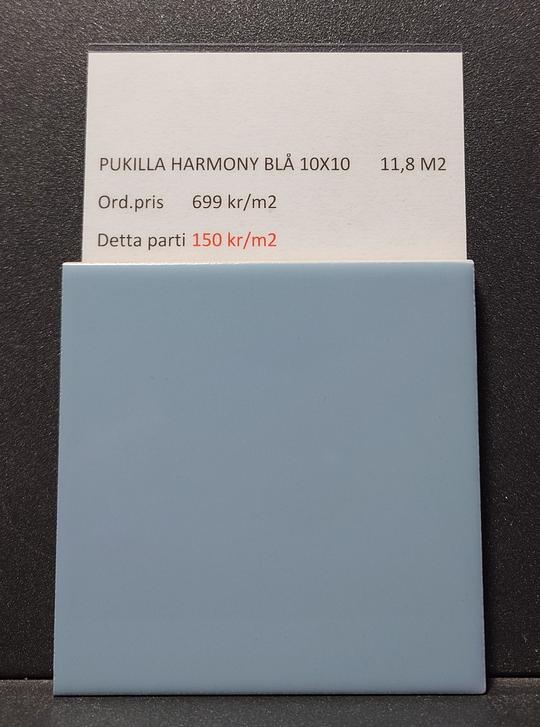 PUKILLA HARMONY BLÅ 10X10 11,8 M2
Ord.pris 699 kr/m2
Detta parti 150 kr/m2